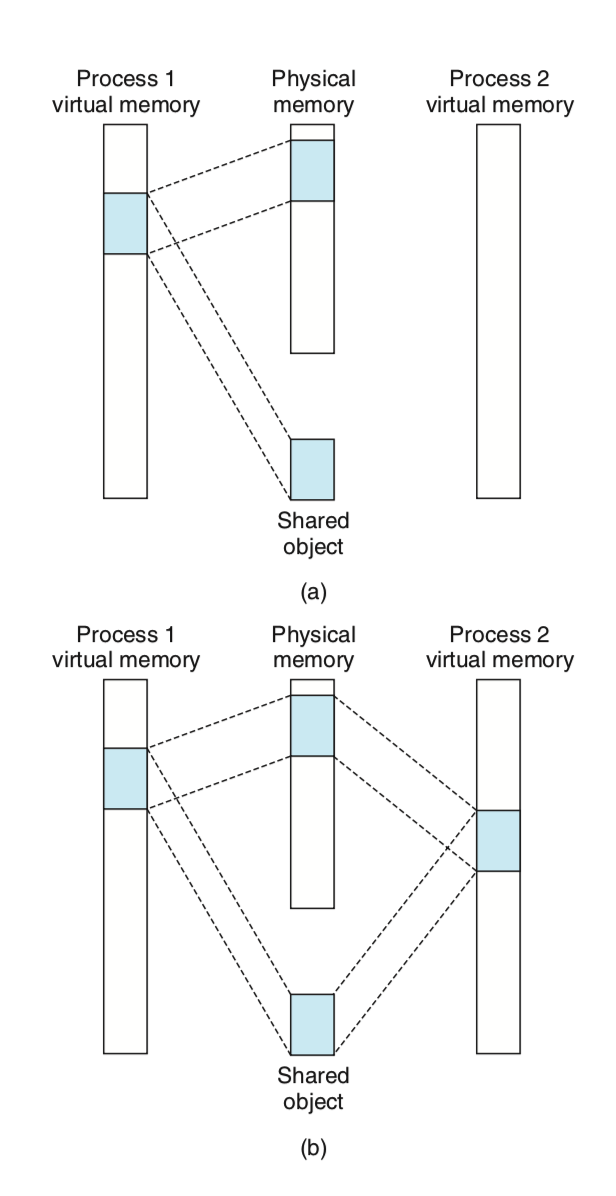 Process 1
virtual memory
Physical
memory
Process 2
virtual memory
Shared
object
(a)
Process 1
virtual memory
Physical
memory
Process 2
virtual memory
Shared
object
(b)